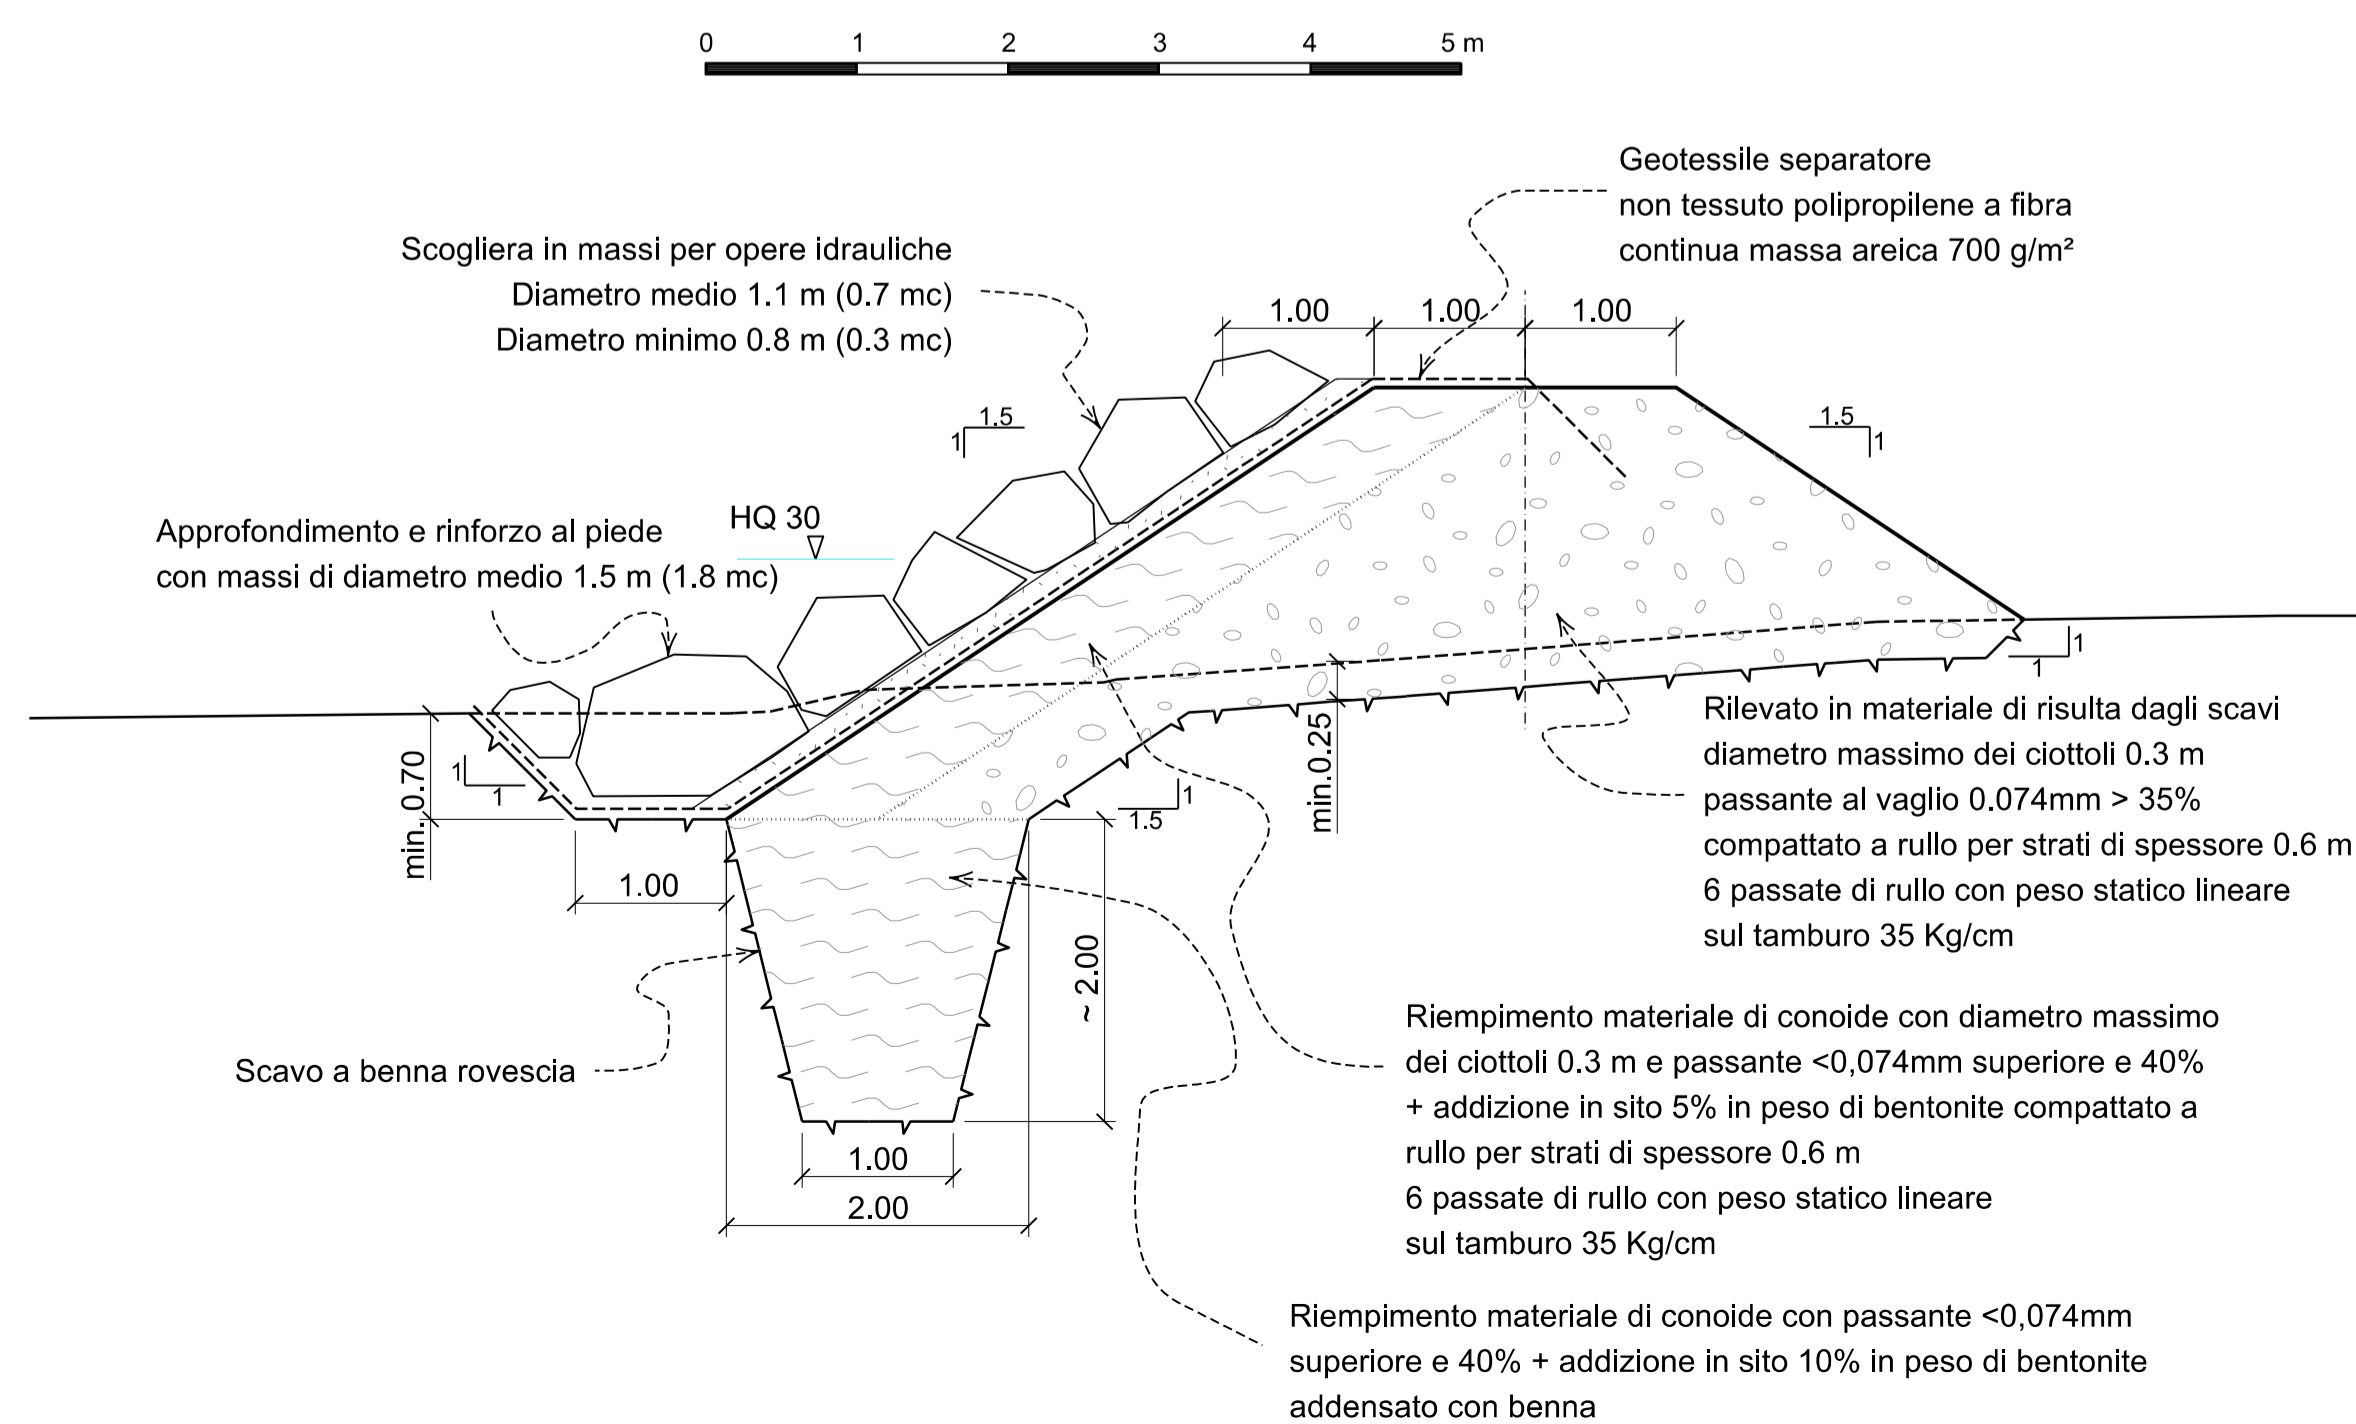 0 1 2 3 4 5 m
Geotessile separatore
non tessuto polipropilene a fibra
continua massa areica 700 g/m²
Scogliera in massi per opere idrauliche
Diametro medio 1.1 m (0.7 mc)
Diametro minimo 0.8 m (0.3 mc)
1.00 1.00 1.00
1.5
1
1.5
1
Approfondimento e rinforzo al piede
con massi di diametro medio 1.5 m (1.8 mc)
HQ 30
1
1
min. 0.70
1
1
1
1.5
min.0.25
Rilevato in materiale di risulta dagli scavi
diametro massimo dei ciottoli 0.3 m
passante al vaglio 0.074mm > 35%
compattato a rullo per strati di spessore 0.6 m
6 passate di rullo con peso statico lineare
sul tamburo 35 Kg/cm
1.00
~ 2.00
Scavo a benna rovescia
1.00
2.00
Riempimento materiale di conoide con diametro massimo
dei ciottoli 0.3 m e passante <0,074mm superiore e 40%
+ addizione in sito 5% in peso di bentonite compattato a
rullo per strati di spessore 0.6 m
6 passate di rullo con peso statico lineare
sul tamburo 35 Kg/cm
Riempimento materiale di conoide con passante <0,074mm
superiore e 40% + addizione in sito 10% in peso di bentonite
addensato con benna